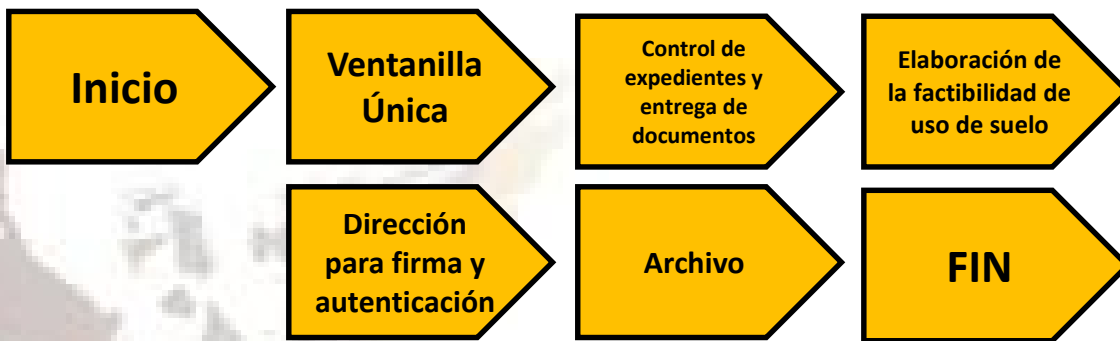 Inicio
Ventanilla
Única
Control de
expedientes y
entrega de
documentos
Elaboración de
la factibilidad de
uso de suelo
Dirección
para firma y
autenticación
Archivo
FIN